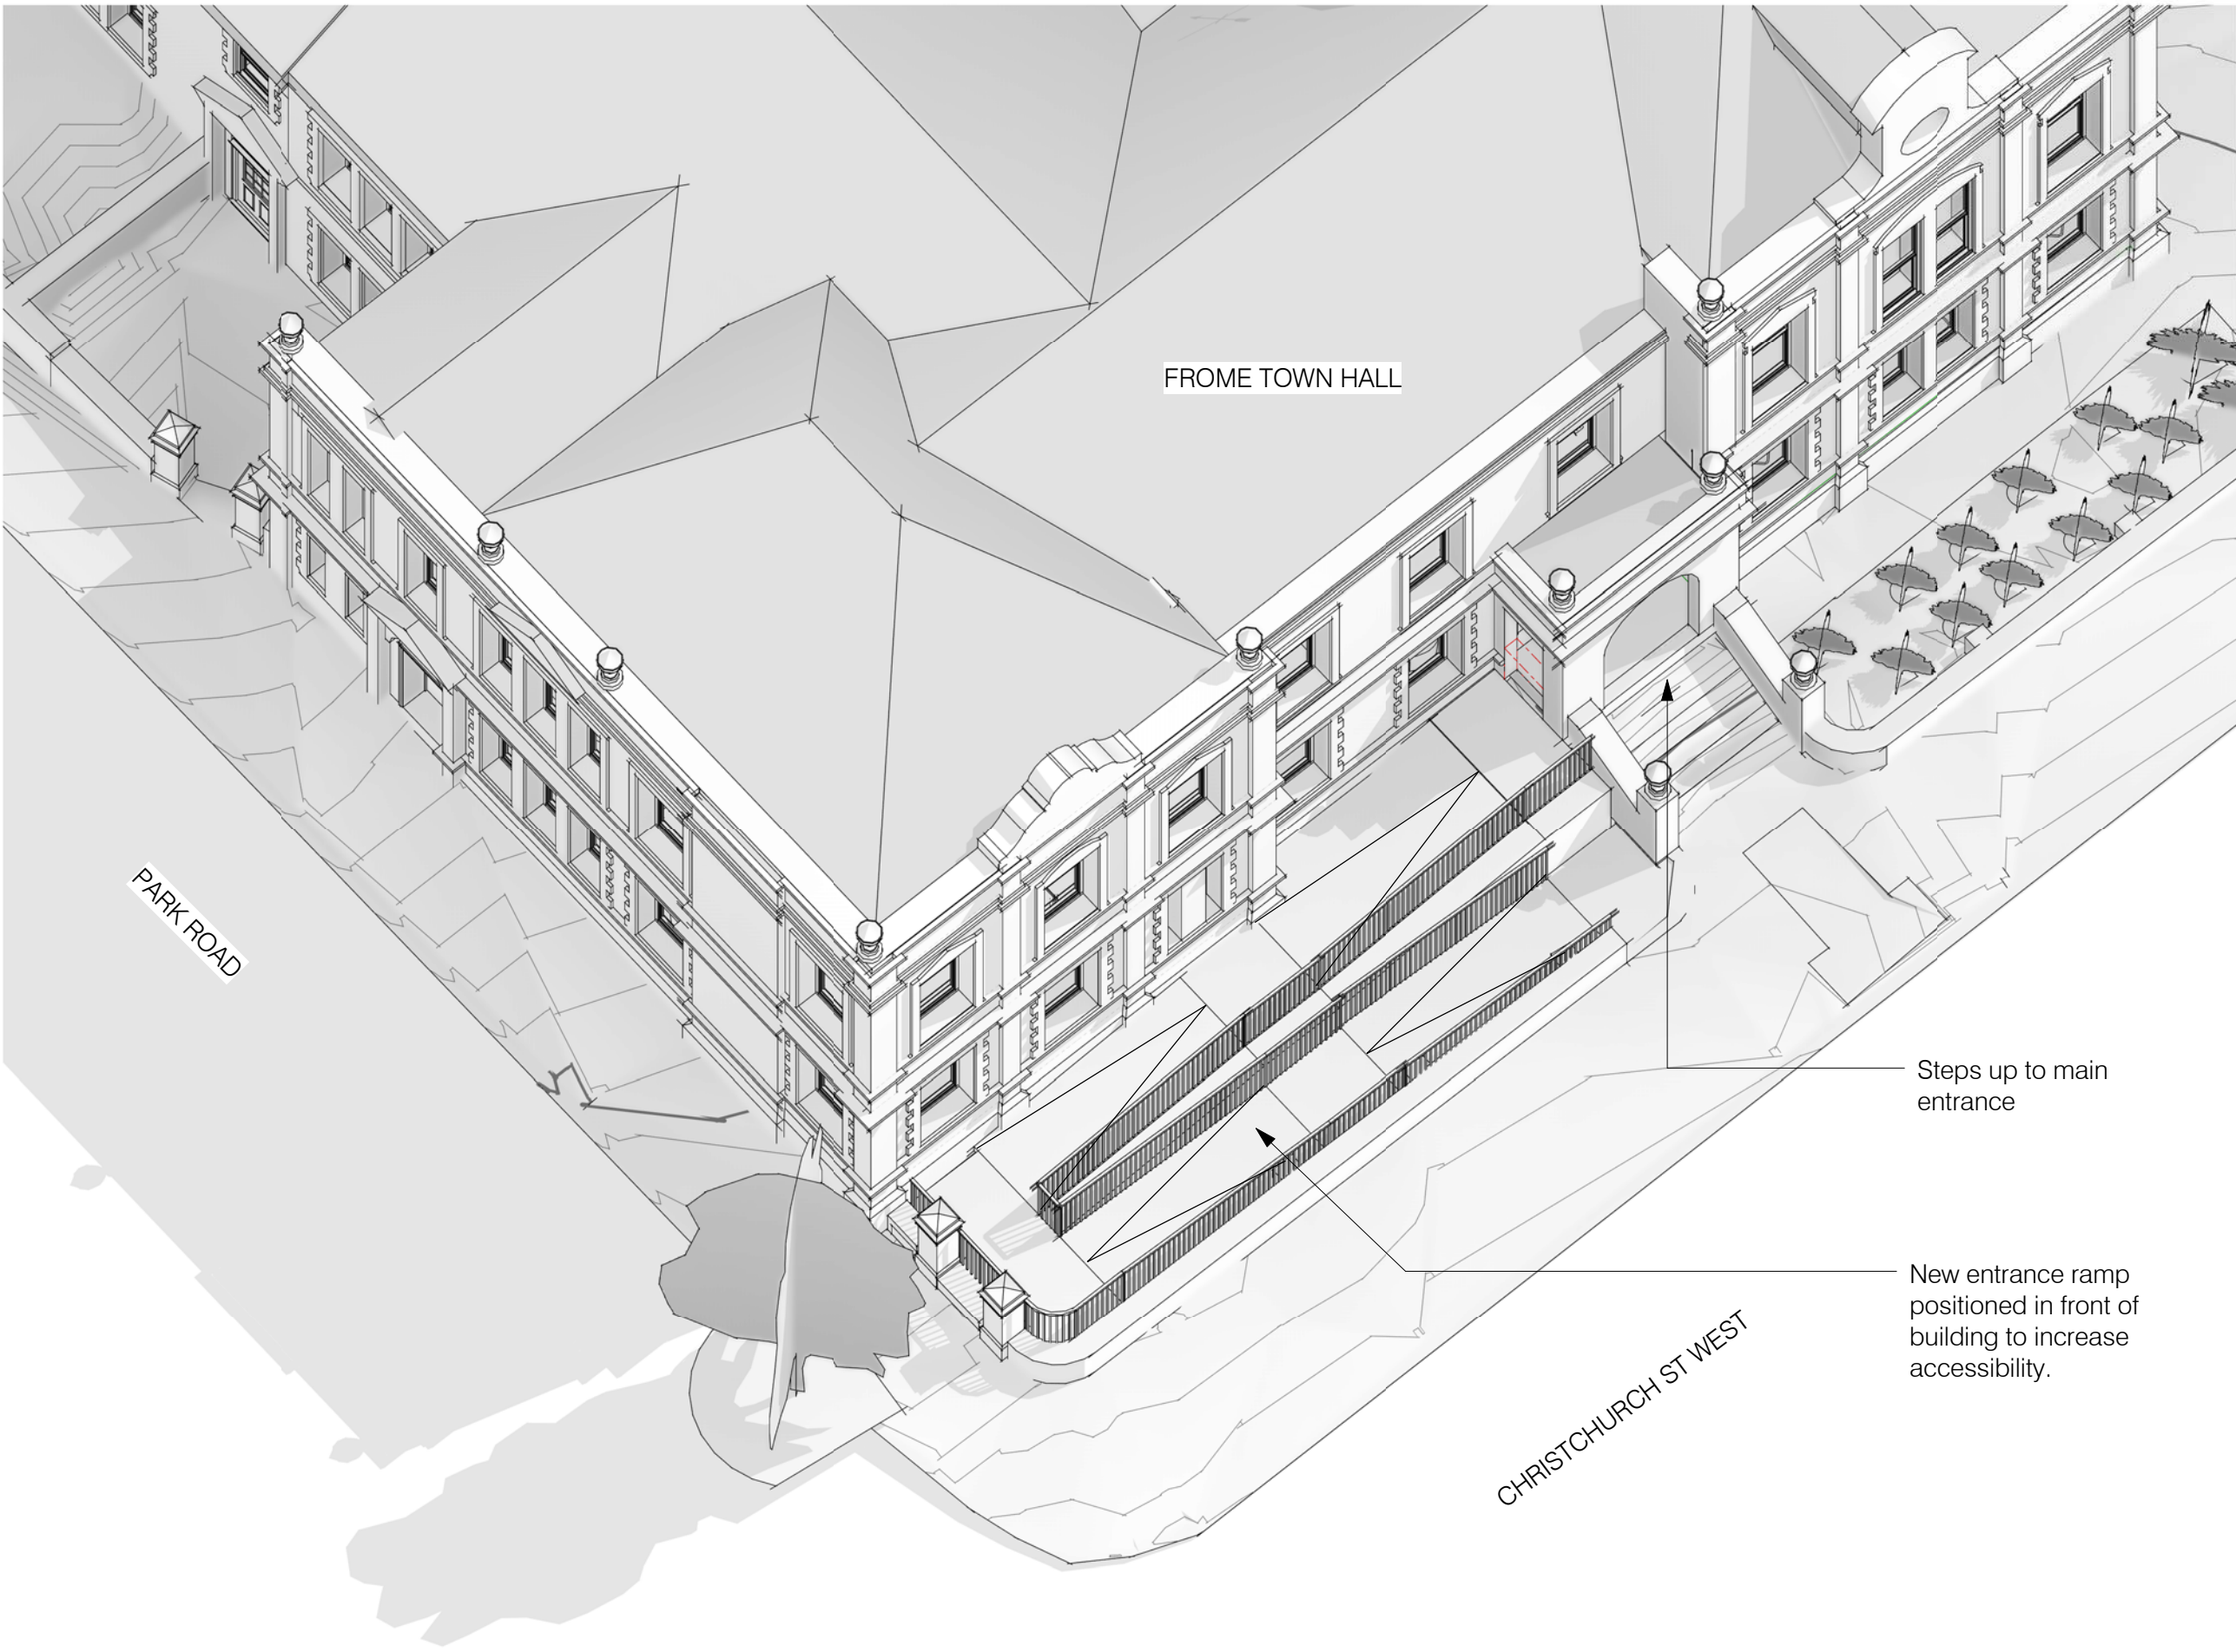 FROME TOWN HALL
PARK ROAD
Steps up to main
entrance
New entrance ramp
positioned in front of
building to increase
accessibility.
CHRISTCHURCH ST WEST